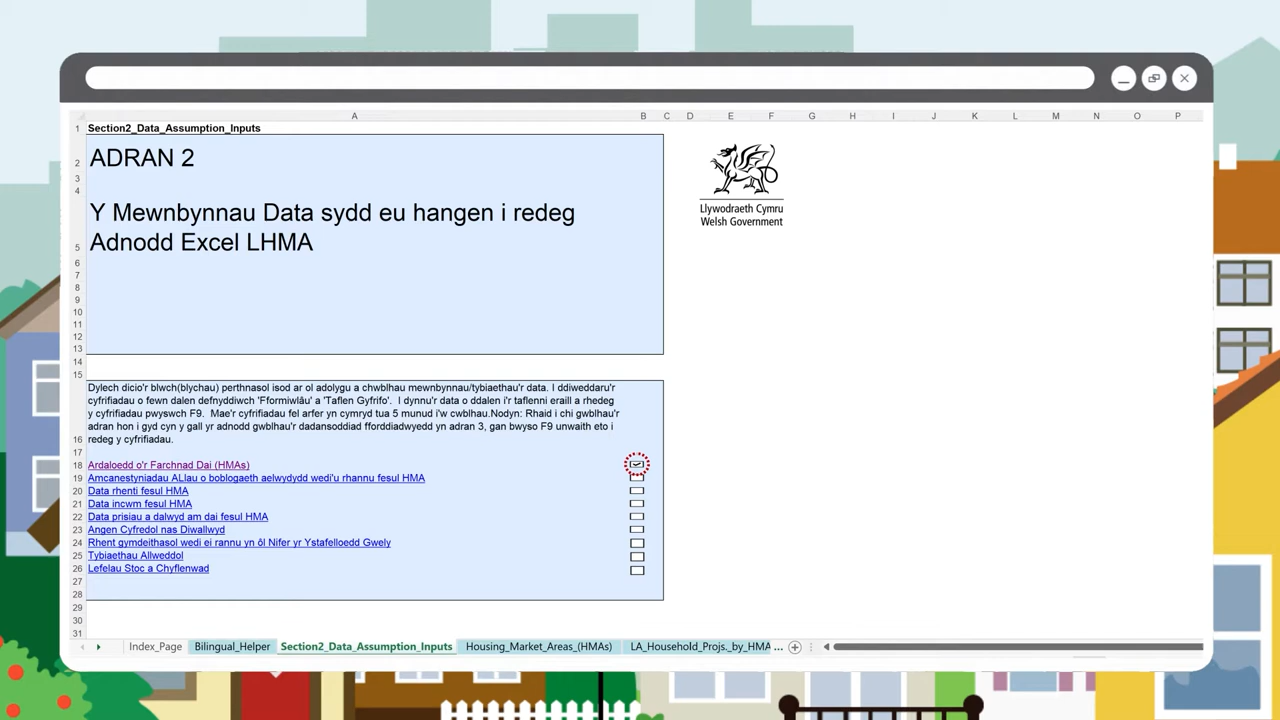 A B C D E F G H I J K L M N O P
1 Section2_Data_Assumption_Inputs
2 ADRAN 2
3
4
Y Mewnbynnau Data sydd eu hangen i redeg
5 Adnodd Excel LHMA
6
7
8
9
10
11
12
13
14
15
Llywodraeth Cymru
Welsh Government
Dylech dicio'r blwch(blychau) perthnasol isod ar ol adolygu a chwblhau mewnbynnau/tybiaethau'r data. I ddiweddaru'r
cyfrifiadau o fewn dalen defnyddiwch 'Fformiwlâu' a 'Taflen Gyfrifo'. I dynnu'r data o ddalen i'r taflenni eraill a rhedeg
y cyfrifiadau pwyswch F9. Mae'r cyfrifiadau fel arfer yn cymryd tua 5 munud i'w cwblhau.Nodyn: Rhaid i chi gwblhau'r
adran hon i gyd cyn y gall yr adnodd gwblhau'r dadansoddiad fforddiadwyedd yn adran 3, gan bwyso F9 unwaith eto i
16 redeg y cyfrifiadau.
17
18 Ardaloedd o'r Farchnad Dai (HMAs)
19 Amcanestyniadau ALlau o boblogaeth aelwydydd wedi'u rhannu fesul HMA
20 Data rhenti fesul HMA
21 Data incwm fesul HMA
22 Data prisiau a dalwyd am dai fesul HMA
23 Angen Cyfredol nas Diwallwyd
24 Rhent gymdeithasol wedi ei rannu yn ôl Nifer yr Ystafelloedd Gwely
25 Tybiaethau Allweddol
26 Lefelau Stoc a Chyflenwad
27
28
29
30
31
Index_Page Bilingual_Helper Section2_Data_Assumption_Inputs Housing_Market_Areas_(HMAs) LA_Household_Projs._by_HMA ...